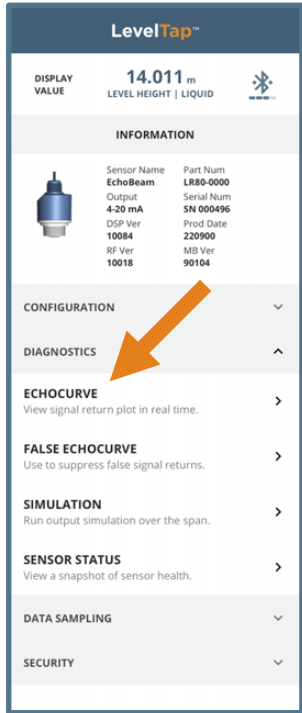 LevelTap™
DISPLAY VALUE
14.011 m
LEVEL HEIGHT | LIQUID
INFORMATION
Sensor Name Part Num
EchoBeam LR80-0000
Output Serial Num
4-20 mA SN 000496
DSP Ver Prod Date
10084 220900
RF Ver MB Ver
10018 90104
CONFIGURATION
DIAGNOSTICS
ECHOCURVE
View signal return plot in real time.
FALSE ECHOCURVE
Use to suppress false signal returns.
SIMULATION
Run output simulation over the span.
SENSOR STATUS
View a snapshot of sensor health.
DATA SAMPLING
SECURITY